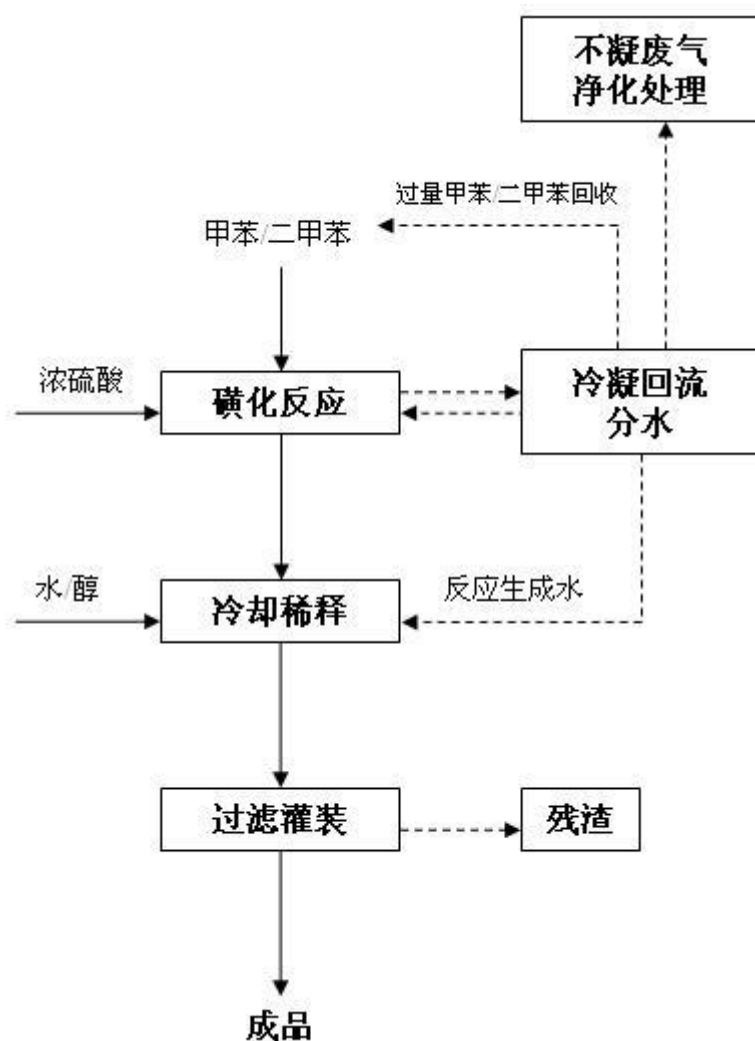 不凝废气
净化处理
过量甲苯/二甲苯回收
甲苯/二甲苯
浓硫酸
磺化反应
冷凝回流
分水
水/醇
冷却稀释
反应生成水
过滤灌装
残渣
成品